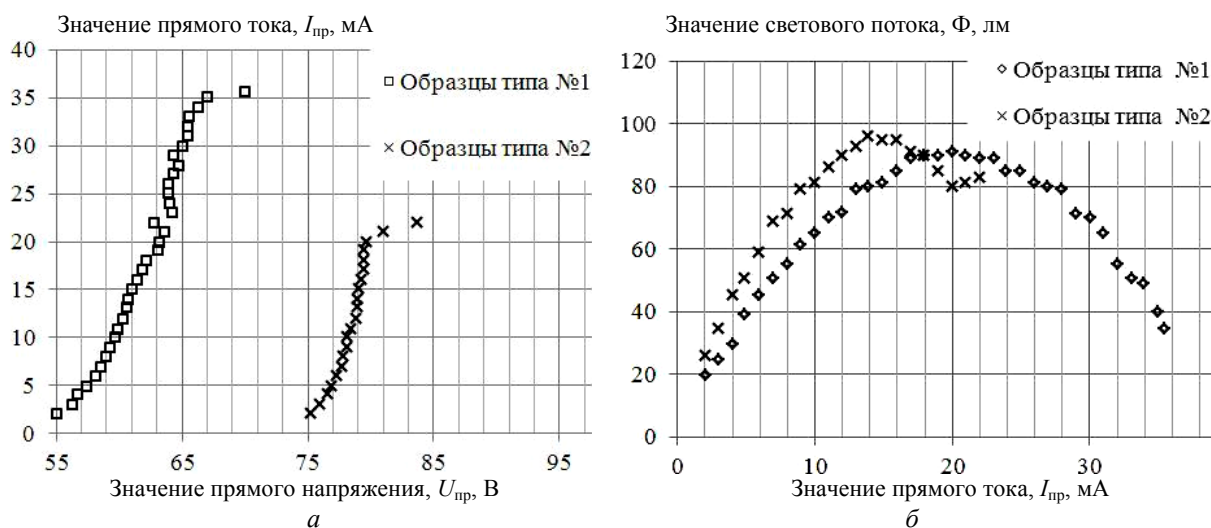 Значение прямого тока, Iпр, мА
40
35
30
25
20
15
10
5
0
55
65
75
85
95
Образцы типа №1
Образцы типа №2
Значение прямого напряжения, Uпр, В
а
Значение светового потока, Ф, лм
120
100
80
60
40
20
0
0
10
20
30
Образцы типа №1
Образцы типа №2
Значение прямого тока, Iпр, мА
б